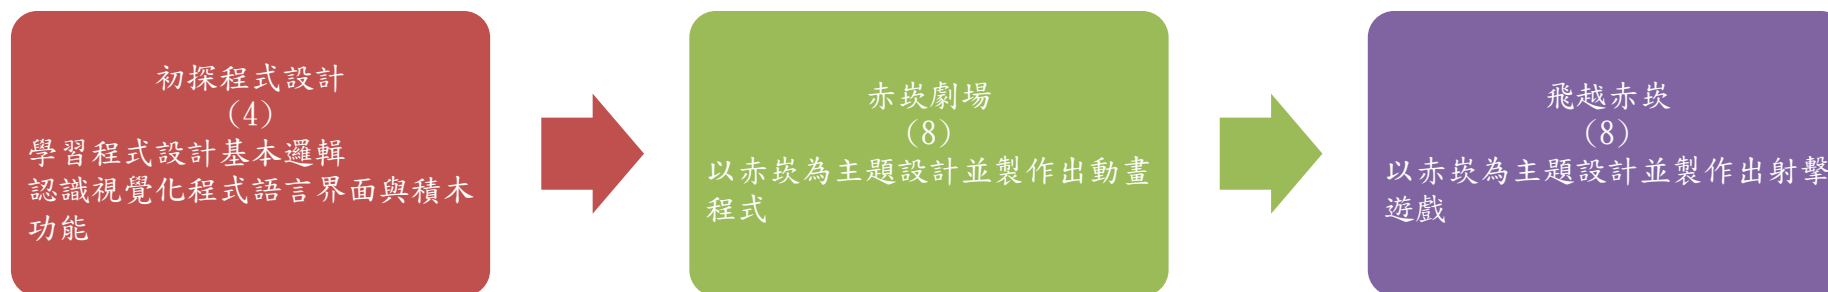 初探程式設計
(4)
學習程式設計基本邏輯
認識視覺化程式語言界面與積木
功能
赤崁劇場
(8)
以赤崁為主題設計並製作出動畫
程式
飛越赤崁
(8)
以赤崁為主題設計並製作出射擊
遊戲